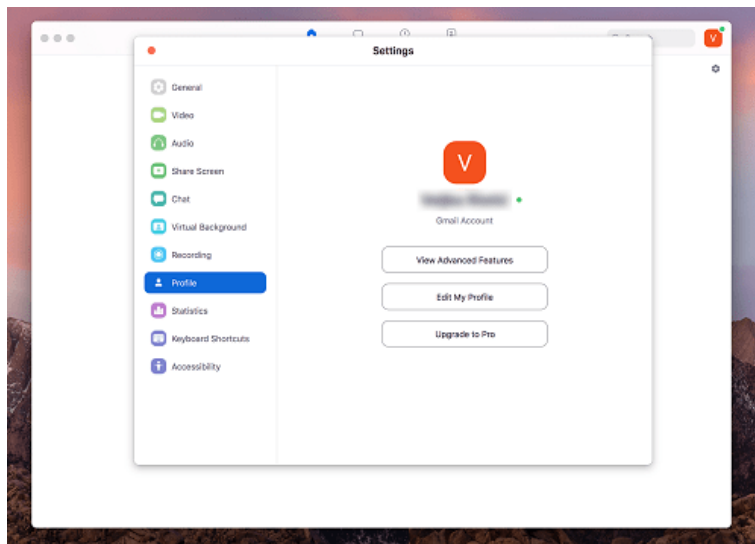 V
Settings
General
Video
Audio
Share Screen
Chat
Virtual Background
Recording
Profile
Statistics
Keyboard Shortcuts
Accessibility
V
Gmail Account
View Advanced Features
Edit My Profile
Upgrade to Pro